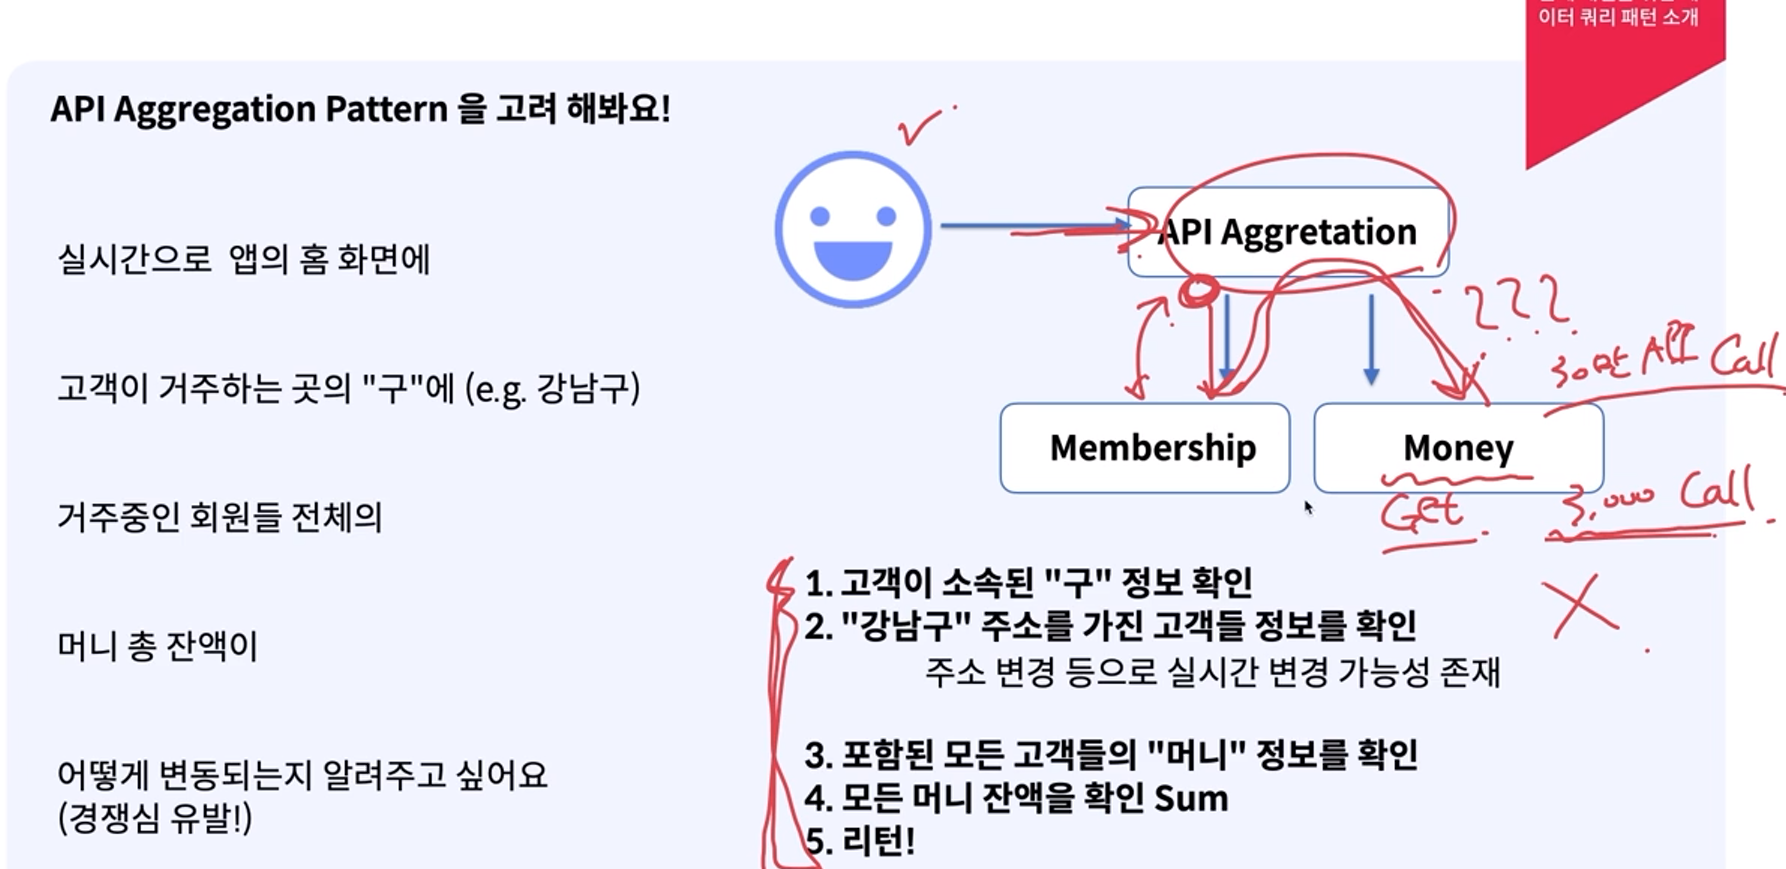 이터 쿼리 패턴 소개
API Aggregation Pattern 을 고려 해봐요!
실시간으로 앱의 홈 화면에
고객이 거주하는 곳의 "구"에 (e.g. 강남구)
거주중인 회원들 전체의
머니 총 잔액이
어떻게 변동되는지 알려주고 싶어요
(경쟁심 유발!)
API Aggretation
???
30만 API Call
Membership
Money
Get
3,000 Call
1. 고객이 소속된 "구" 정보 확인
2. "강남구" 주소를 가진 고객들 정보를 확인
주소 변경 등으로 실시간 변경 가능성 존재
3. 포함된 모든 고객들의 "머니" 정보를 확인
4. 모든 머니 잔액을 확인 Sum
5. 리턴!